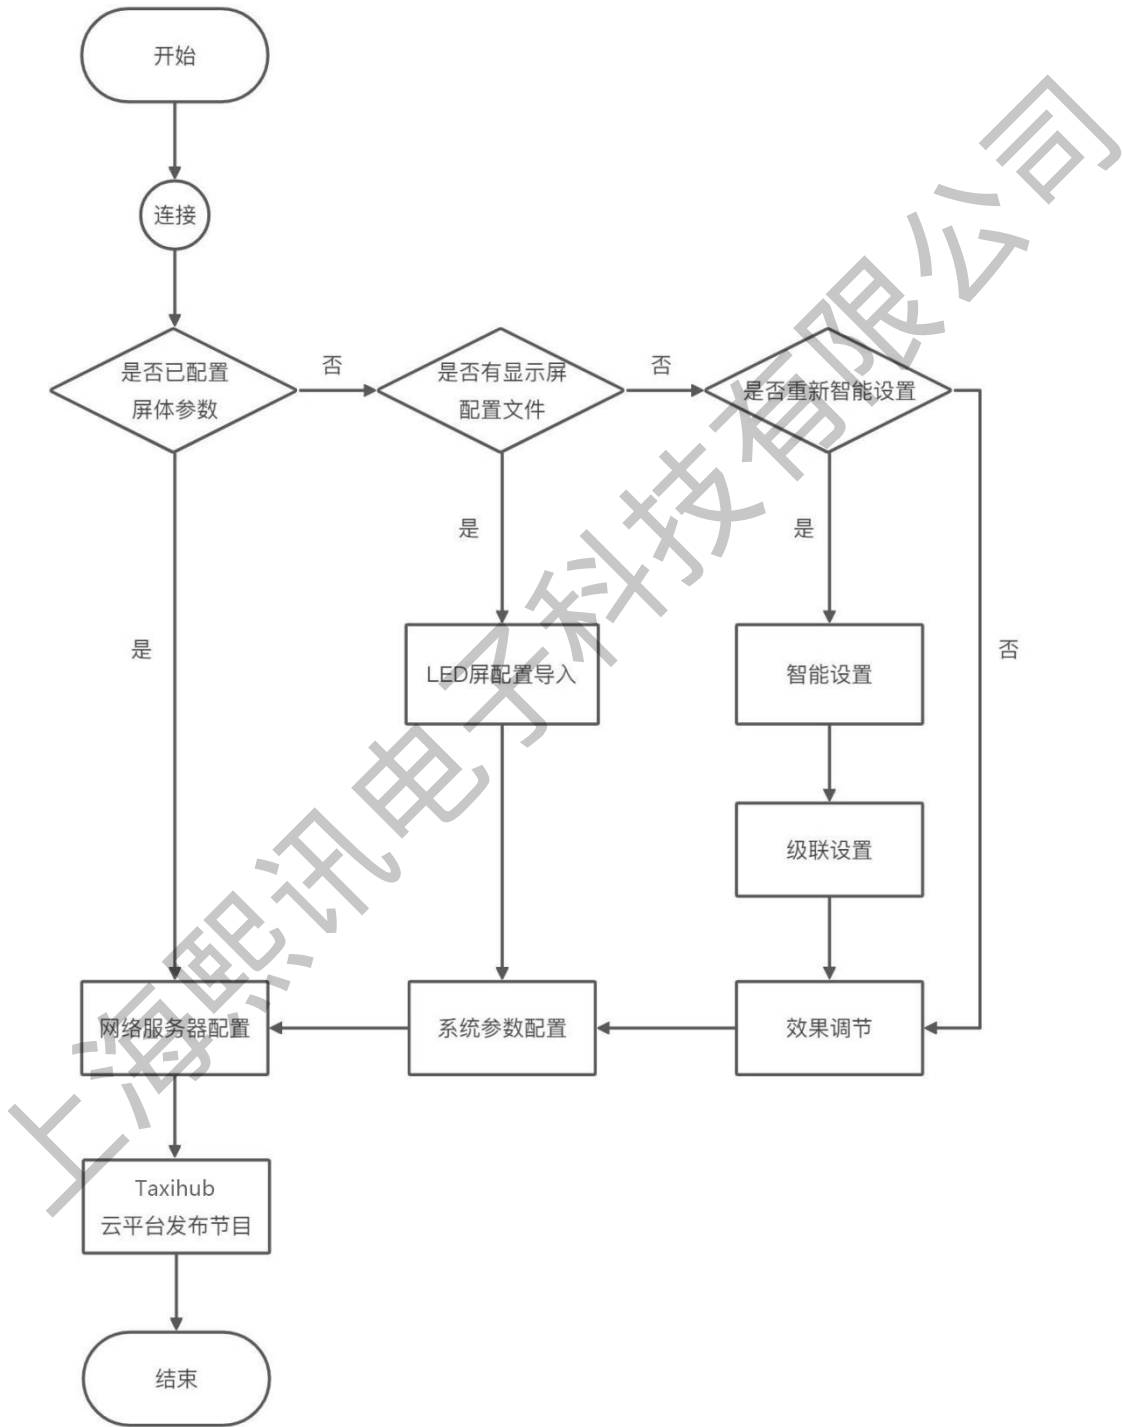 开始
连接
是否已配置
屏体参数
否
是否有显示屏
配置文件
否
是否重新智能设置
是
是
是
否
LED屏配置导入
智能设置
级联设置
网络服务器配置
系统参数配置
效果调节
Taxihub
云平台发布节目
结束
上海熙讯电子科技有限公司